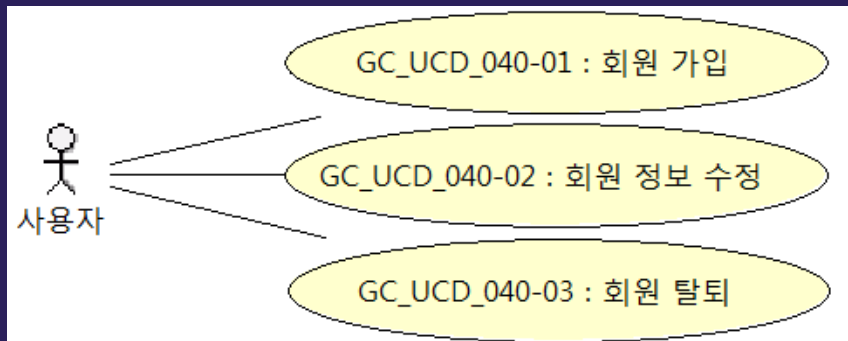 GC_UCD_040-01 : 회원 가입
GC_UCD_040-02 : 회원 정보 수정
사용자
GC_UCD_040-03 : 회원 탈퇴